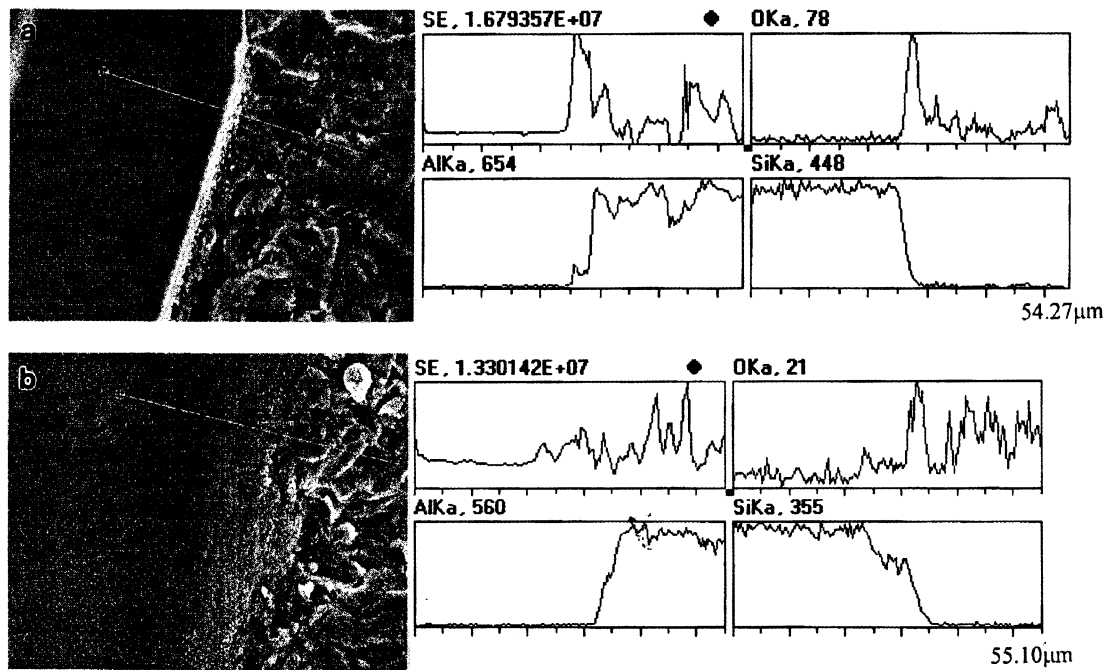 a
SE, 1.679357E+07
OKa, 78
AlKa, 654
SiKa, 448
54.27μm
b
SE, 1.330142E+07
OKa, 21
AlKa, 560
SiKa, 355
55.10μm